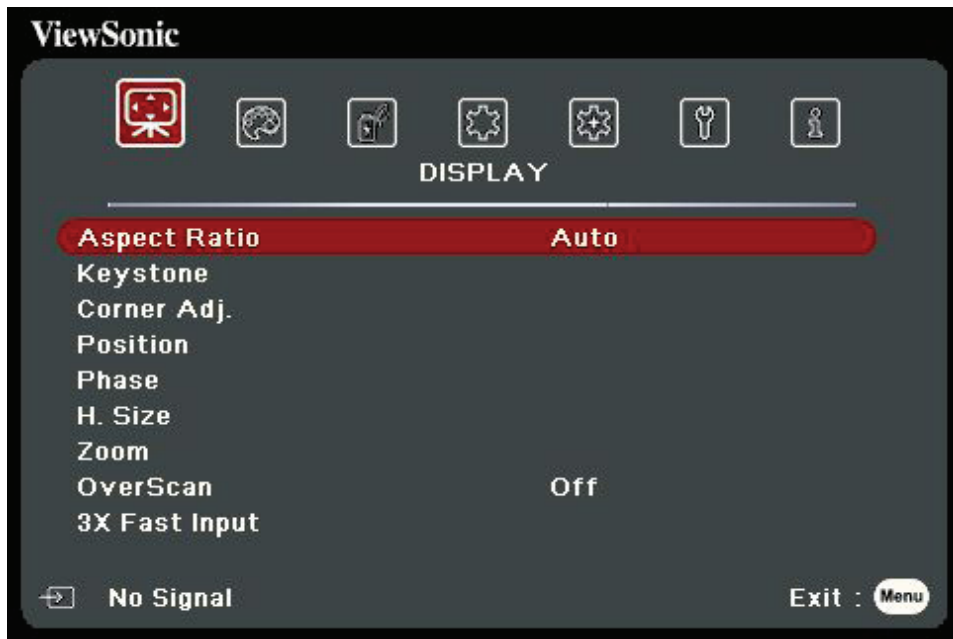 ViewSonic
DISPLAY
Aspect Ratio Auto
Keystone
Corner Adj.
Position
Phase
H. Size
Zoom
OverScan Off
3X Fast Input
No Signal Exit : Menu